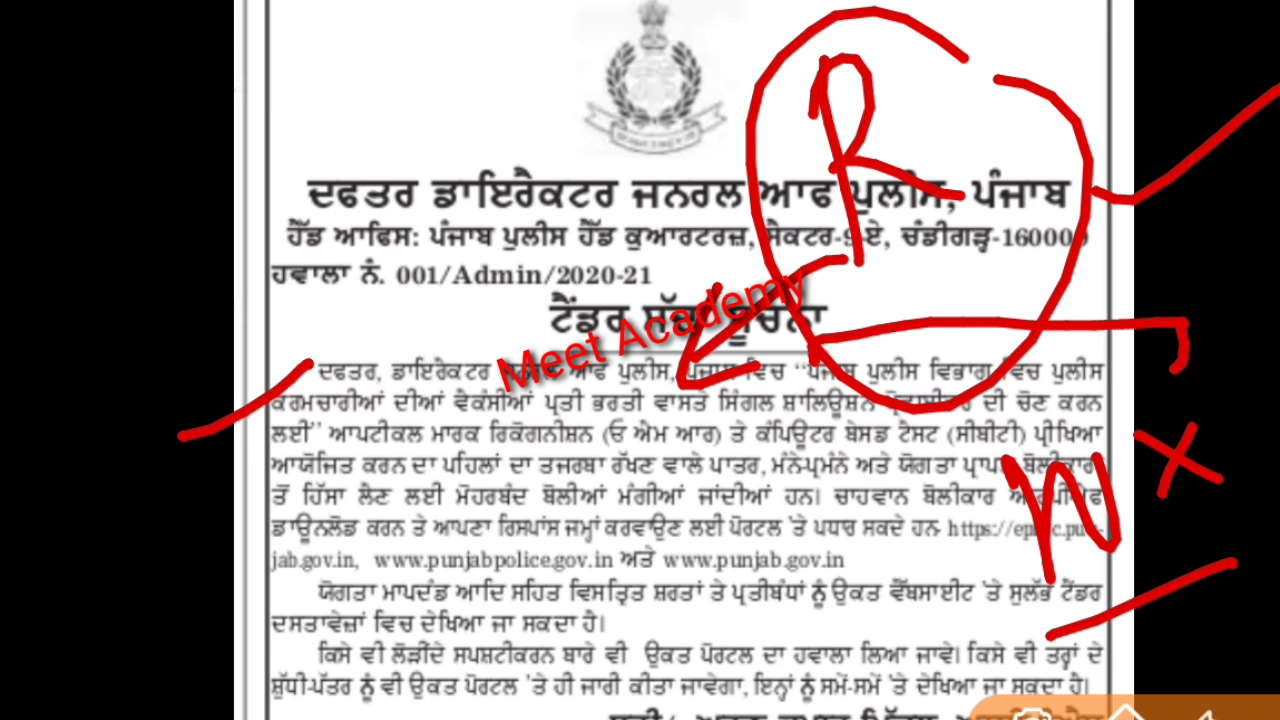 ਦਫਤਰ ਡਾਇਰੈਕਟਰ ਜਨਰਲ ਆਫ ਪੁਲੀਸ, ਪੰਜਾਬ
ਹੈੱਡ ਆਫਿਸ: ਪੰਜਾਬ ਪੁਲੀਸ ਹੈੱਡ ਕੁਆਰਟਰਜ਼, ਸੈਕਟਰ-9 ਏ, ਚੰਡੀਗੜ੍ਹ-160009
ਹਵਾਲਾ ਨੰ. 001/Admin/2020-21
ਟੈਂਡਰ ਸੱਦਾ ਸੂਚਨਾ
Meet Academy
ਦਫਤਰ, ਡਾਇਰੈਕਟਰ ਆਫ ਪੁਲੀਸ, ਪੰਜਾਬ ਵਿਚ ‘‘ਪੰਜਾਬ ਪੁਲੀਸ ਵਿਭਾਗ ਵਿਚ ਪੁਲੀਸ
ਕਰਮਚਾਰੀਆਂ ਦੀਆਂ ਵੈਕੰਸੀਆਂ ਪ੍ਰਤੀ ਭਰਤੀ ਵਾਸਤੇ ਸਿੰਗਲ ਸ਼ਾਲਿਊਸ਼ਨ ਦੀ ਚੋਣ ਕਰਨ
ਲਈ’’ ਆਪਟੀਕਲ ਮਾਰਕ ਰਿਕੋਗਨੀਸ਼ਨ (ਓ ਐਮ ਆਰ) ਤੇ ਕੰਪਿਊਟਰ ਬੇਸਡ ਟੈਸਟ (ਸੀਬੀਟੀ) ਪ੍ਰੀਖਿਆ
ਆਯੋਜਿਤ ਕਰਨ ਦਾ ਪਹਿਲਾਂ ਦਾ ਤਜਰਬਾ ਰੱਖਣ ਵਾਲੇ ਪਾਤਰ, ਮੰਨੇਪ੍ਰਮੰਨੇ ਅਤੇ ਯੋਗਤਾ ਪ੍ਰਾਪਤ ਬੋਲੀਕਾਰਾਂ
ਤੋਂ ਹਿੱਸਾ ਲੈਣ ਲਈ ਮੋਹਰਬੰਦ ਬੋਲੀਆਂ ਮੰਗੀਆਂ ਜਾਂਦੀਆਂ ਹਨ। ਚਾਹਵਾਨ ਬੋਲੀਕਾਰ
ਡਾਊਨਲੋਡ ਕਰਨ ਤੇ ਆਪਣਾ ਰਿਸਪਾਂਸ ਜਮ੍ਹਾਂ ਕਰਵਾਉਣ ਲਈ ਪੋਰਟਲ 'ਤੇ ਪਧਾਰ ਸਕਦੇ ਹਨ
jab.gov.in, www.punjabpolice.gov.in ਅਤੇ www.punjab.gov.in
ਯੋਗਤਾ ਮਾਪਦੰਡ ਆਦਿ ਸਹਿਤ ਵਿਸਤ੍ਰਿਤ ਸ਼ਰਤਾਂ ਤੇ ਪ੍ਰਤੀਬੰਧਾਂ ਨੂੰ ਉਕਤ ਵੈੱਬਸਾਈਟ 'ਤੇ ਸੁਲੱਭ ਟੈਂਡਰ
ਦਸਤਾਵੇਜ਼ਾਂ ਵਿਚ ਦੇਖਿਆ ਜਾ ਸਕਦਾ ਹੈ।
ਕਿਸੇ ਵੀ ਲੋੜੀਂਦੇ ਸਪਸ਼ਟੀਕਰਨ ਬਾਰੇ ਵੀ ਉਕਤ ਪੋਰਟਲ ਦਾ ਹਵਾਲਾ ਲਿਆ ਜਾਵੇ। ਕਿਸੇ ਵੀ ਤਰ੍ਹਾਂ ਦੇ
ਸ਼ੁੱਧੀ-ਪੱਤਰ ਨੂੰ ਵੀ ਉਕਤ ਪੋਰਟਲ 'ਤੇ ਹੀ ਜਾਰੀ ਕੀਤਾ ਜਾਵੇਗਾ, ਇਨ੍ਹਾਂ ਨੂੰ ਸਮੇਂ-ਸਮੇਂ 'ਤੇ ਦੇਖਿਆ ਜਾ ਸਕਦਾ ਹੈ।